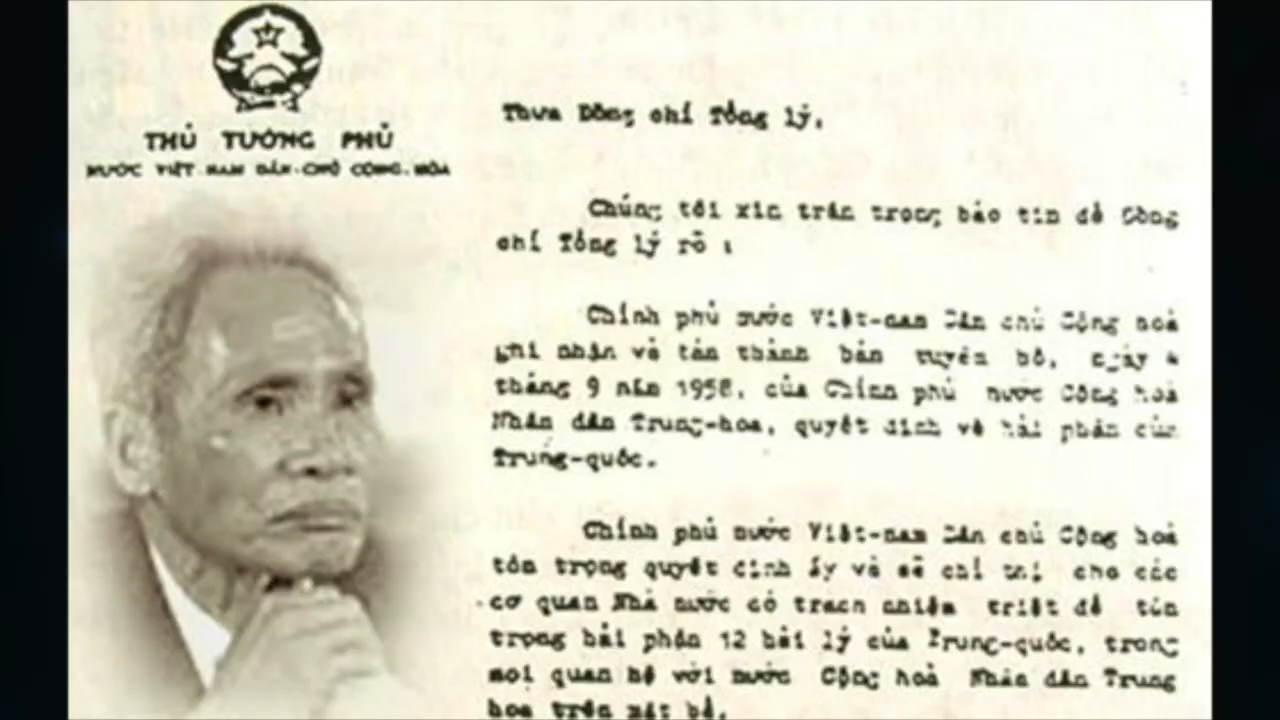 THỦ TƯỚNG PHỦ
NƯỚC VIỆT-NAM DÂN-CHỦ CỘNG-HÒA
Thưa Đồng chí Tổng lý,
Chúng tôi xin trân trọng báo tin để Đồng
chí Tổng lý rõ :
Chính phủ nước Việt-nam Dân chủ Cộng hoà
ghi nhận và tán thành bản tuyên bố, ngày 4
tháng 9 năm 1958, của Chính phủ nước Cộng hoà
Nhân dân Trung-hoa, quyết định về hải phận của
Trung-quốc.
Chính phủ nước Việt-nam Dân chủ Cộng hoà
tôn trọng quyết định ấy và sẽ chỉ thị cho các
cơ quan Nhà nước có trách nhiệm triệt để tôn
trọng hải phận 12 hải lý của Trung-quốc, trong
mọi quan hệ với nước Cộng hoà Nhân dân Trung
hoa trên mặt bể.